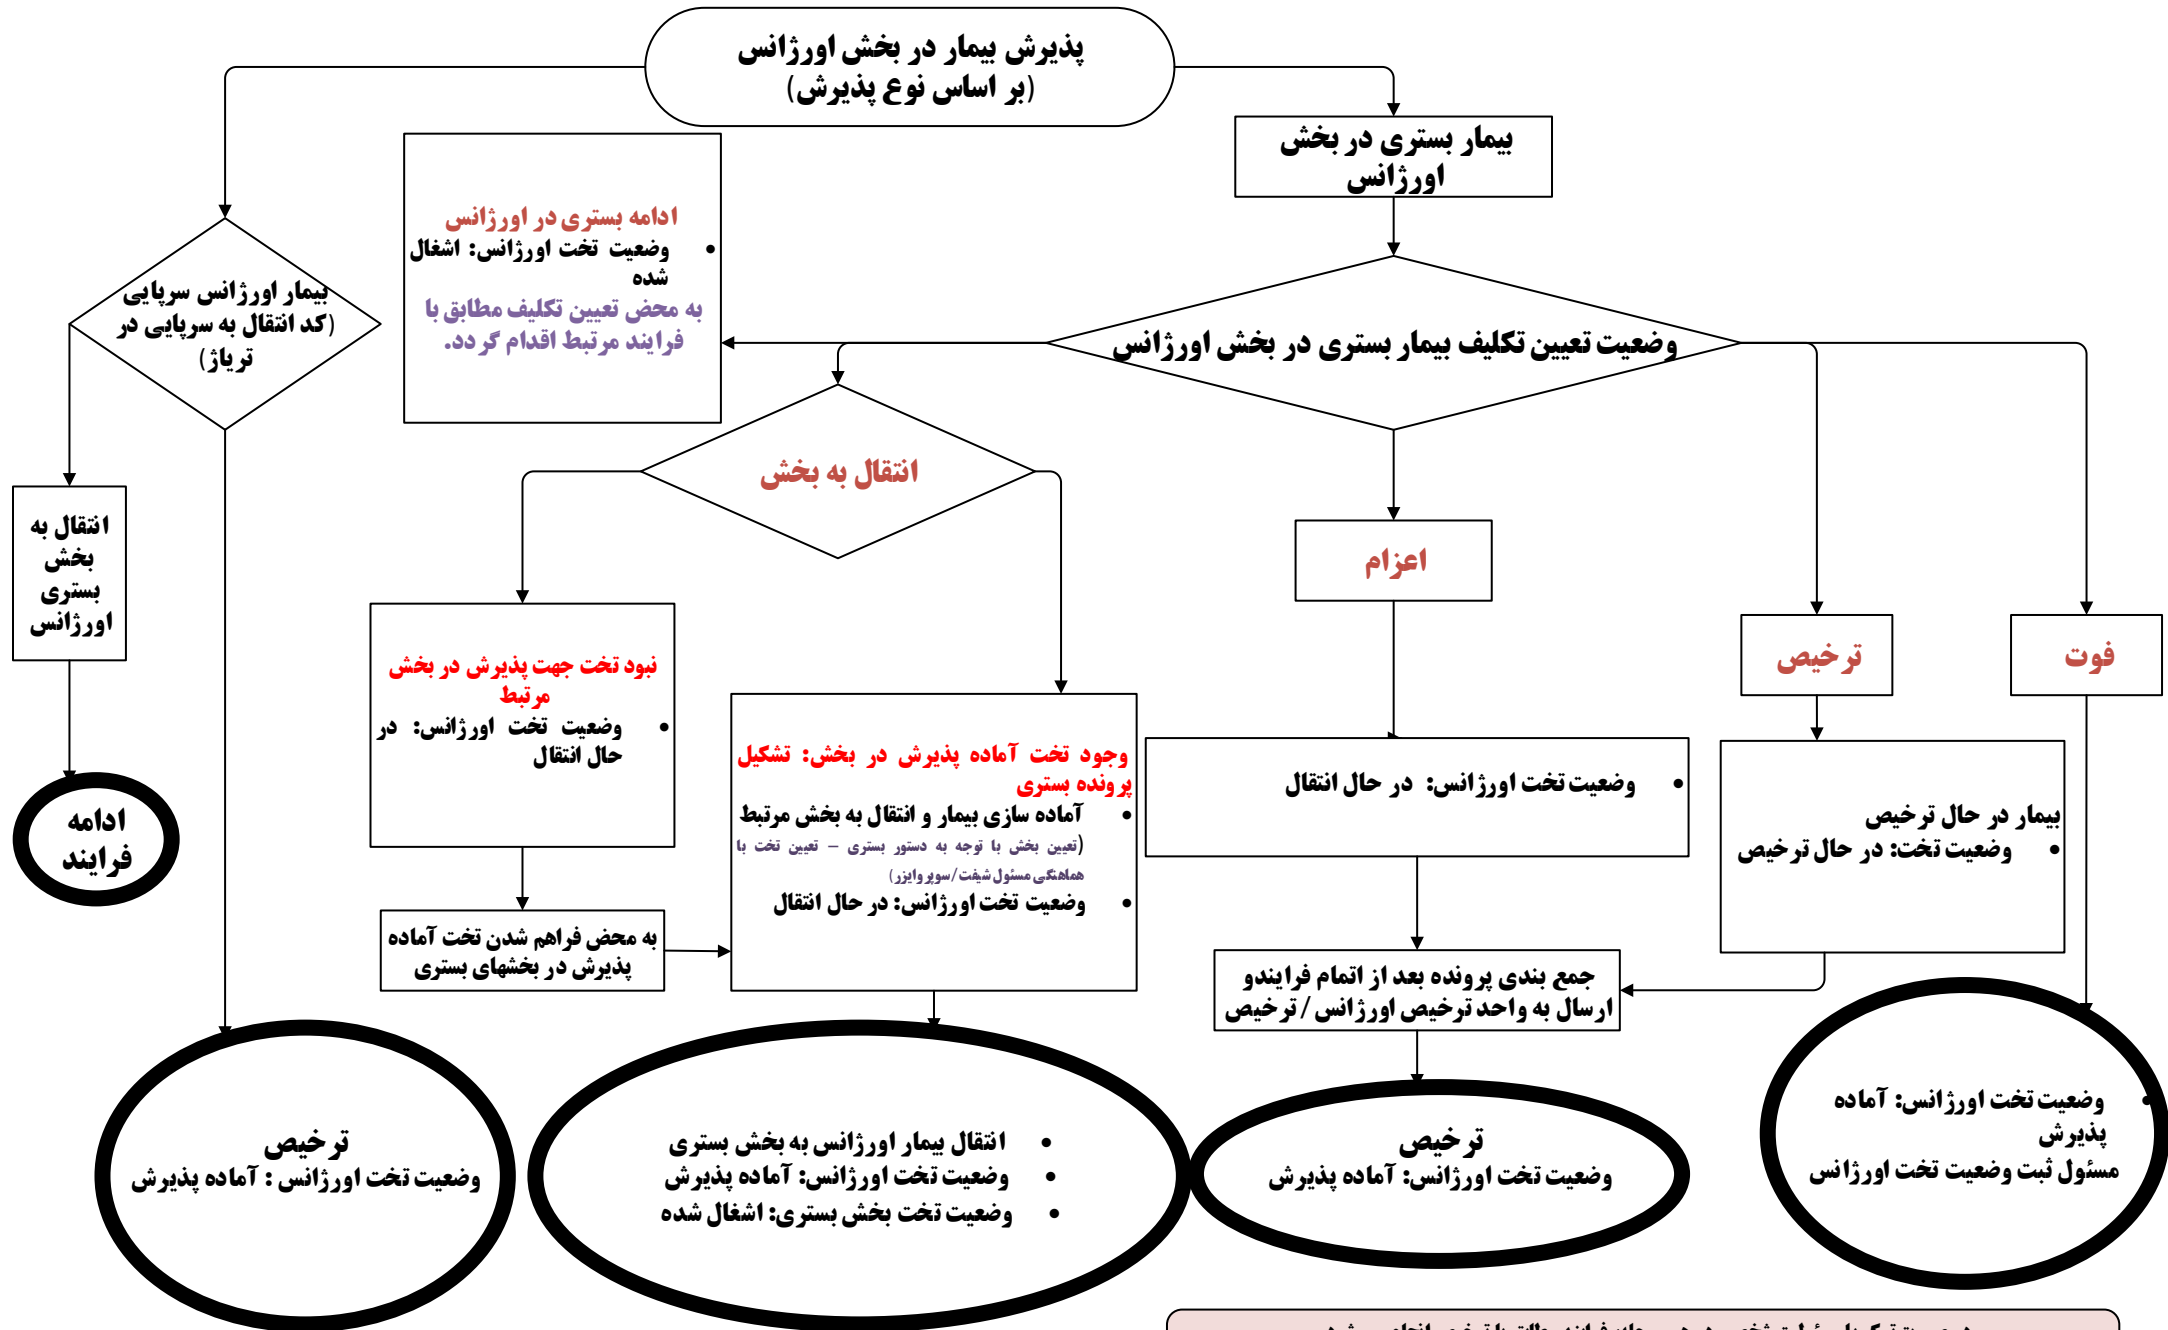 پذیرش بیمار در بخش اورژانس
(بر اساس نوع پذیرش)
بیمار بستری در بخش
اورژانس
ادامه بستری در اورژانس
• وضعیت تخت اورژانس: اشغال
شده
به محض تعیین تکلیف مطابق با
فرایند مرتبط اقدام گردد.
بیمار اورژانس سرپایی
(کد انتقال به سرپایی در
تریاژ)
وضعیت تعیین تکلیف بیمار بستری در بخش اورژانس
انتقال به بخش
انتقال به
بخش
بستری
اورژانس
اعزام
ترخیص
فوت
نبود تخت جهت پذیرش در بخش
مرتبط
• وضعیت تخت اورژانس: در
حال انتقال
وجود تخت آماده پذیرش در بخش: تشکیل
پرونده بستری
• آماده سازی بیمار و انتقال به بخش مرتبط
(تعیین بخش با توجه به دستور بستری – تعیین تخت با
هماهنگی مسئول شیفت/سوپروایزر)
• وضعیت تخت اورژانس: در حال انتقال
• وضعیت تخت اورژانس: در حال انتقال
بیمار در حال ترخیص
• وضعیت تخت: در حال ترخیص
ادامه
فرایند
به محض فراهم شدن تخت آماده
پذیرش در بخشهای بستری
جمع بندی پرونده بعد از اتمام فرایندو
ارسال به واحد ترخیص اورژانس/ترخیص
ترخیص
وضعیت تخت اورژانس : آماده پذیرش
• انتقال بیمار اورژانس به بخش بستری
• وضعیت تخت اورژانس: آماده پذیرش
• وضعیت تخت بخش بستری: اشغال شده
ترخیص
وضعیت تخت اورژانس: آماده پذیرش
• وضعیت تخت اورژانس: آماده
پذیرش
مسئول ثبت وضعیت تخت اورژانس